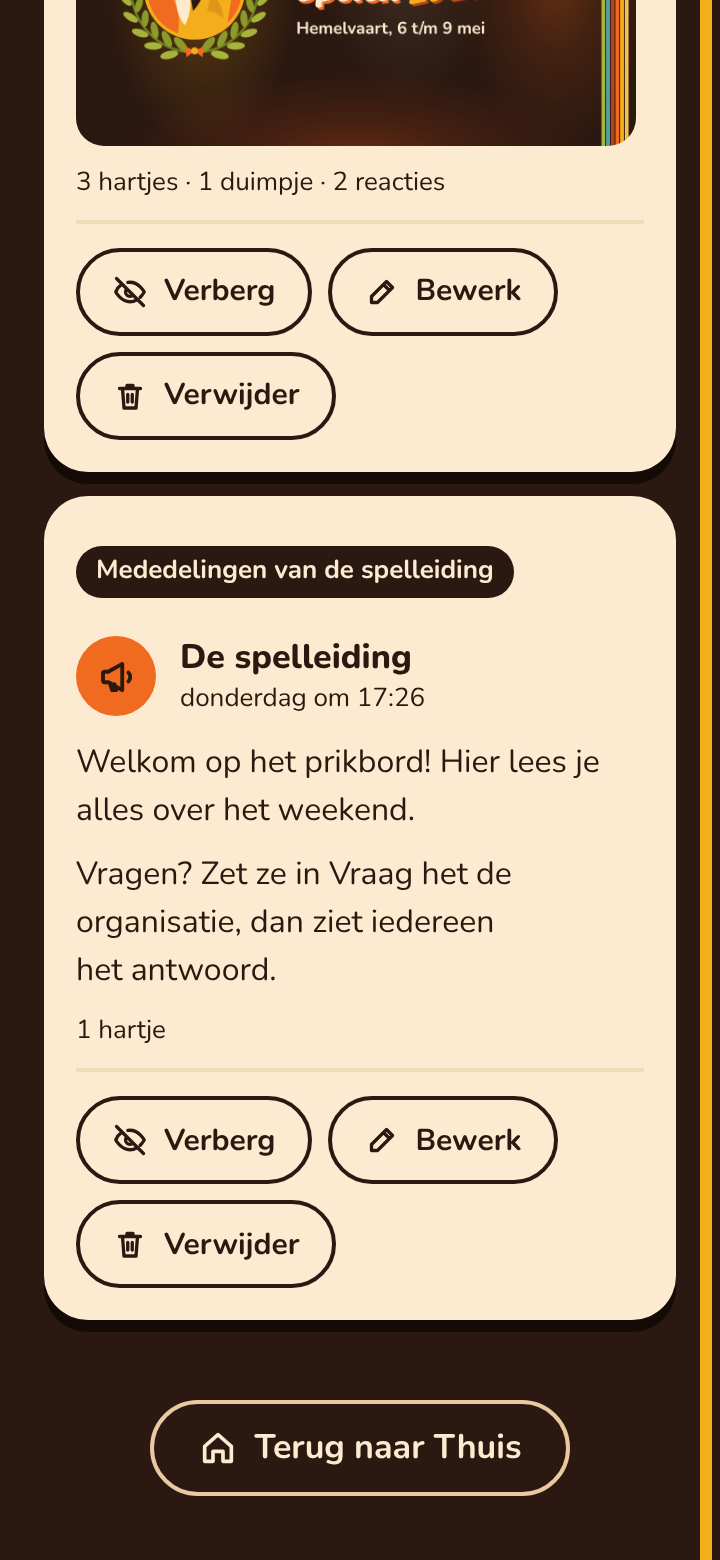 Hemelvaart, 6 t/m 9 mei
3 hartjes · 1 duimpje · 2 reacties
Verberg
Bewerk
Verwijder
Mededelingen van de spelleiding
De spelleiding
donderdag om 17:26
Welkom op het prikbord! Hier lees je
alles over het weekend.
Vragen? Zet ze in Vraag het de
organisatie, dan ziet iedereen
het antwoord.
1 hartje
Verberg
Bewerk
Verwijder
Terug naar Thuis